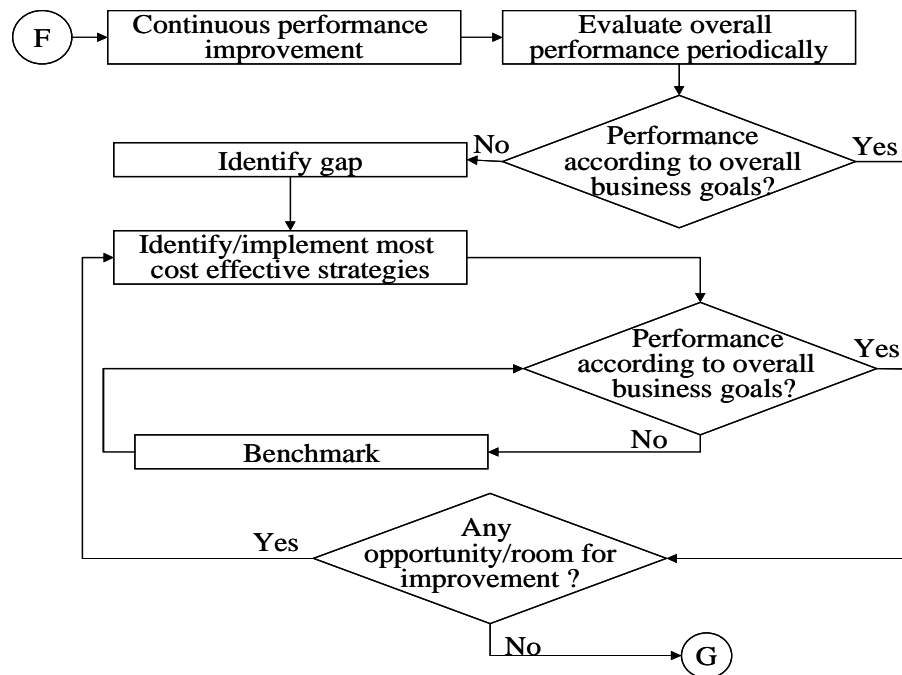 F
Continuous performance
improvement
Evaluate overall
performance periodically
Performance
according to overall
business goals?
No
Yes
Identify gap
Identify/implement most
cost effective strategies
Performance
according to overall
business goals?
Yes
No
Benchmark
Any
opportunity/room for
improvement ?
Yes
No
G